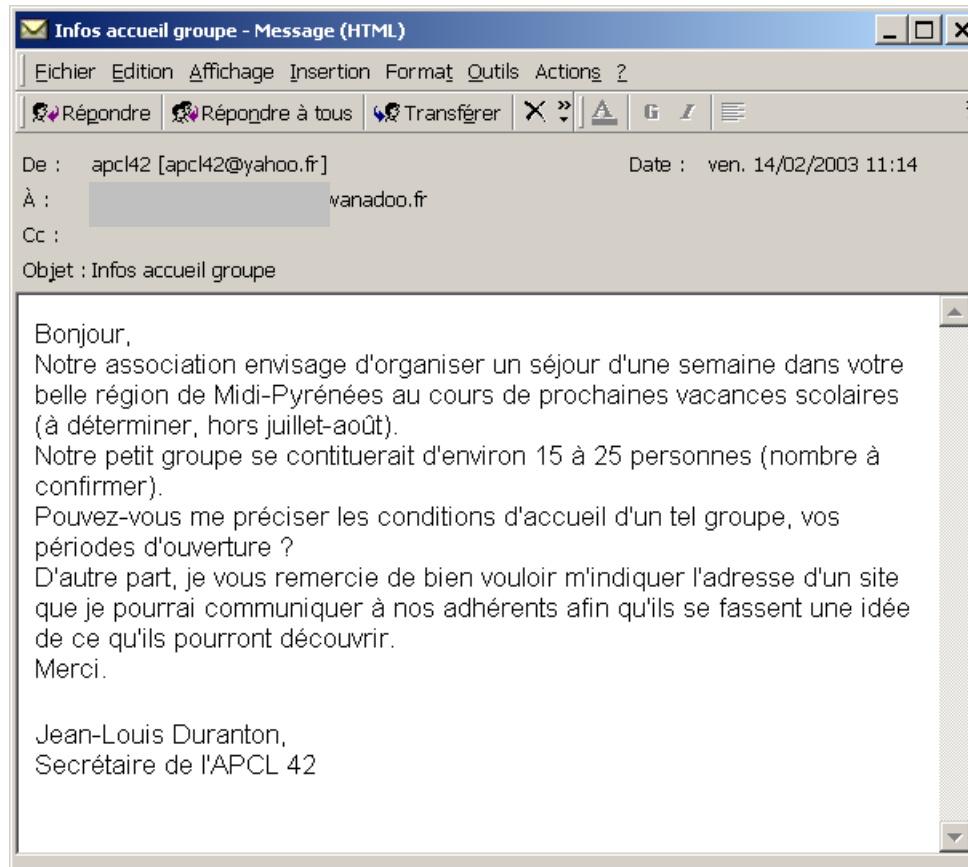 Infos accueil groupe - Message (HTML)
Eichier Edition Affichage Insertion Format Outils Actions ?
Répondre Répondre à tous Transférer A G I
De : apcl42 [apcl42@yahoo.fr] Date : ven. 14/02/2003 11:14
À : wanadoo.fr
Cc :
Objet : Infos accueil groupe
Bonjour,
Notre association envisage d'organiser un séjour d'une semaine dans votre
belle région de Midi-Pyrénées au cours de prochaines vacances scolaires
(à déterminer, hors juillet-août).
Notre petit groupe se contituerait d'environ 15 à 25 personnes (nombre à
confirmer).
Pouvez-vous me préciser les conditions d'accueil d'un tel groupe, vos
périodes d'ouverture ?
D'autre part, je vous remercie de bien vouloir m'indiquer l'adresse d'un site
que je pourrai communiquer à nos adhérents afin qu'ils se fassent une idée
de ce qu'ils pourront découvrir.
Merci.
Jean-Louis Duranton,
Secrétaire de l'APCL 42